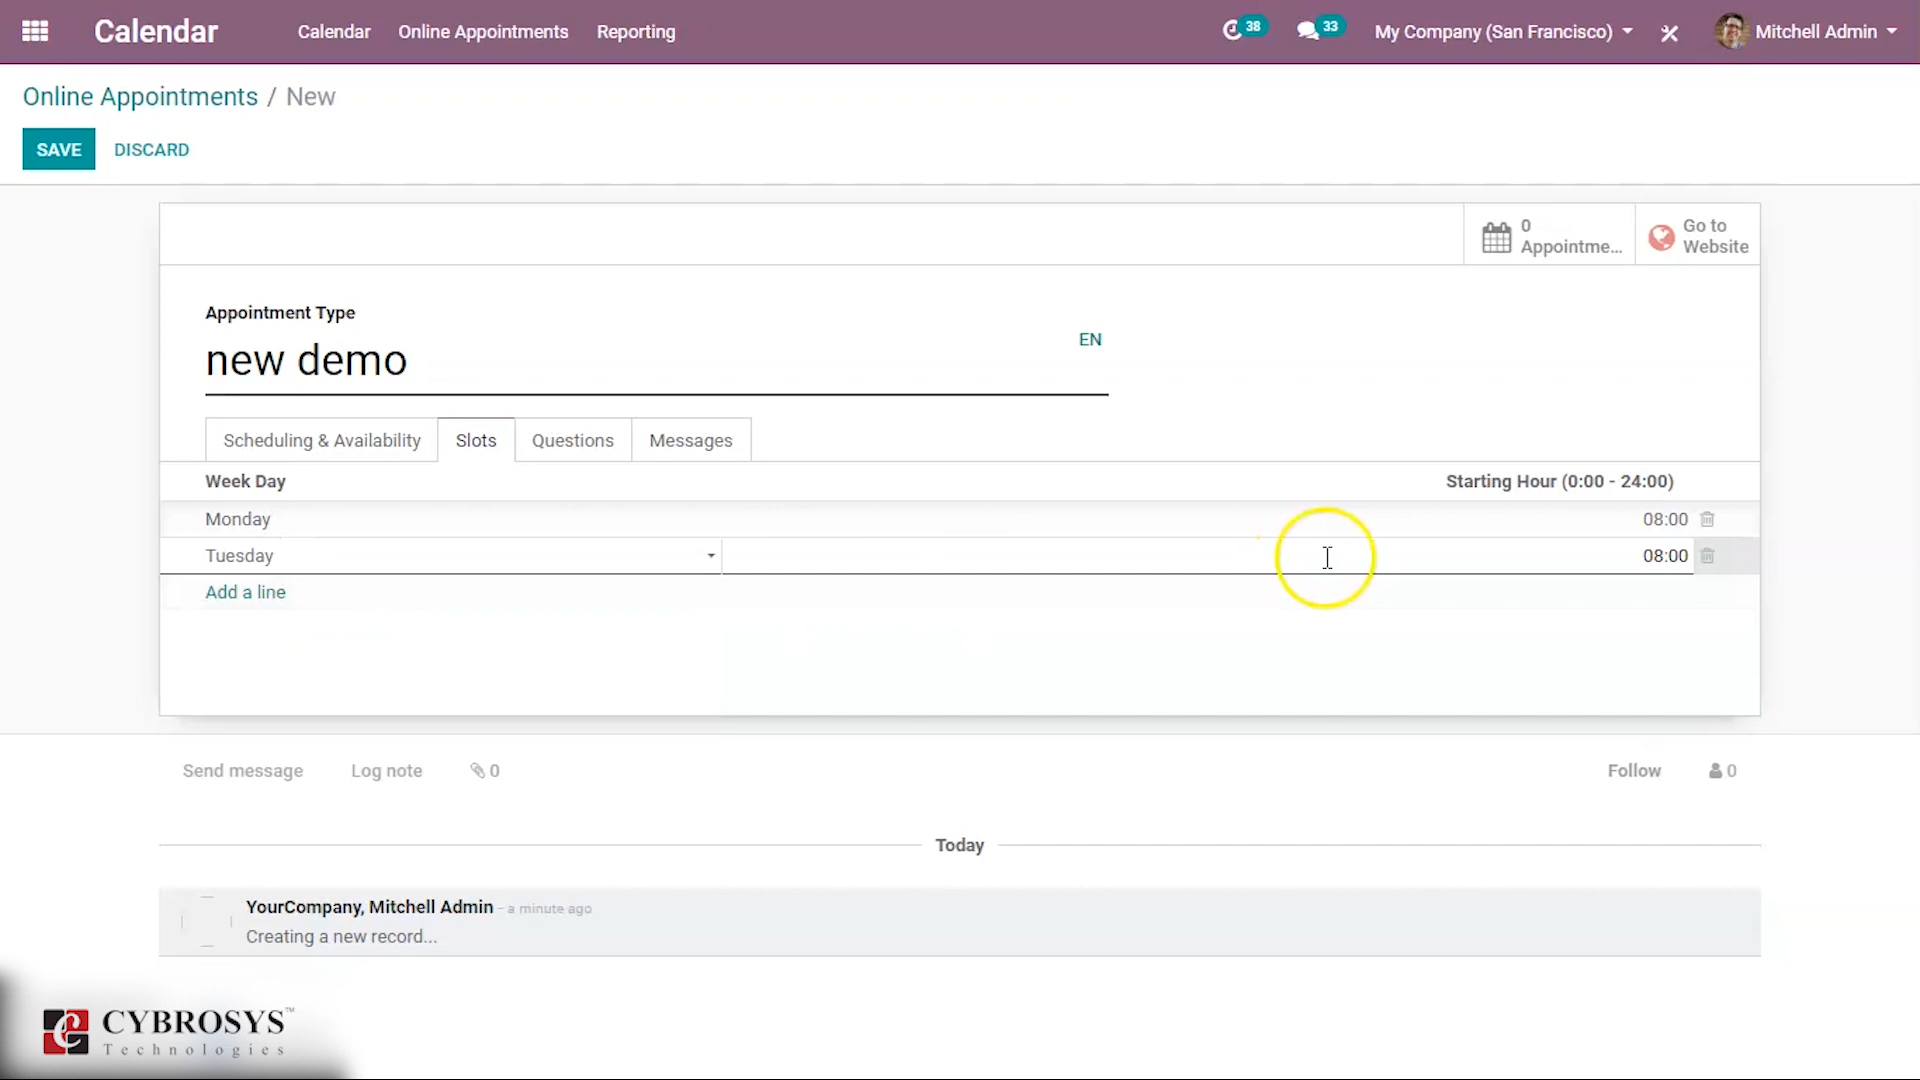 Calendar
Calendar Online Appointments Reporting 38 33 My Company (San Francisco) Mitchell Admin
Online Appointments / New
SAVE DISCARD
0
Appointme...
Go to
Website
Appointment Type
EN
new demo
Scheduling & Availability Slots Questions Messages
Week Day Starting Hour (0:00 - 24:00)
Monday 08:00
Tuesday 08:00
Add a line
Send message Log note 0 Follow 0
Today
YourCompany, Mitchell Admin - a minute ago
Creating a new record...
CYBROSYS™
Technologies